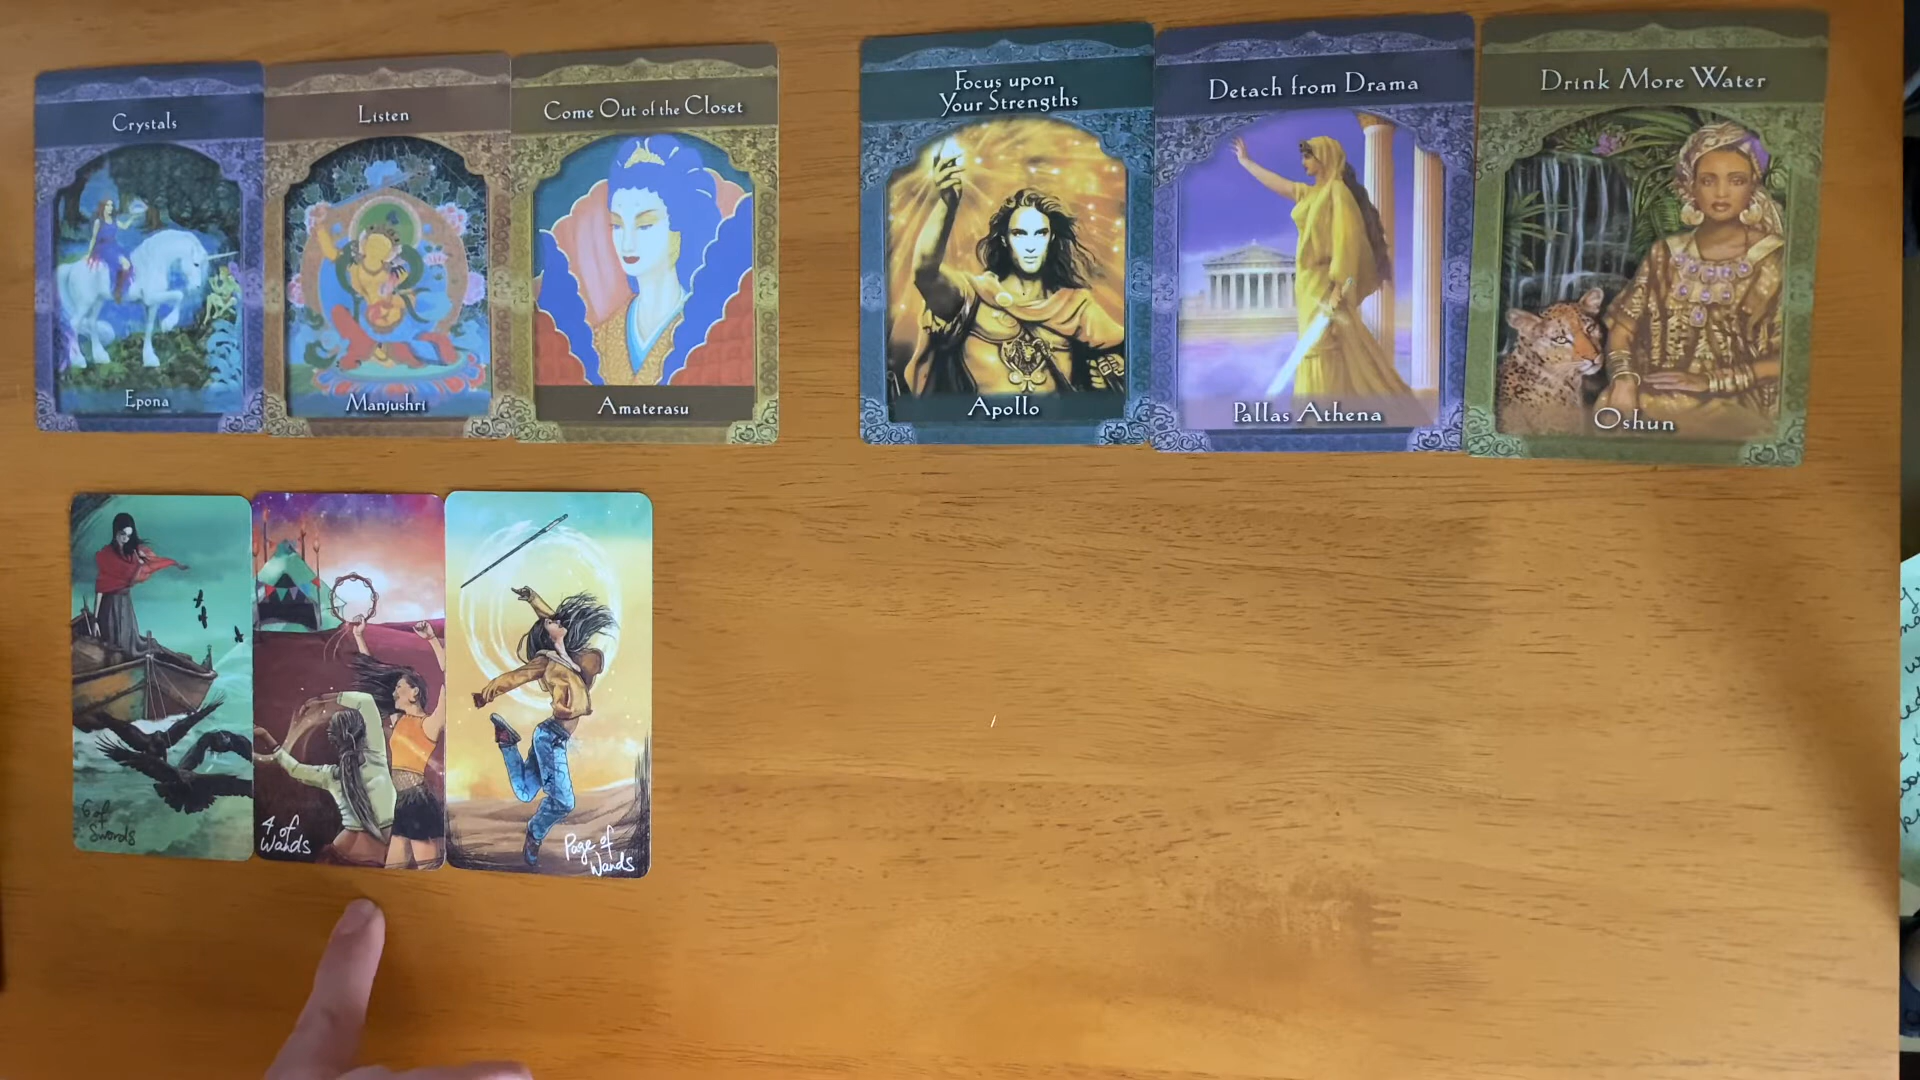 Crystals
Epona
Listen
Manjushri
Come Out of the Closet
Amaterasu
Focus upon
Your Strengths
Apollo
Detach from Drama
Pallas Athena
Drink More Water
Oshun
6 of
Swords
4 of
Wands
Page of
Wands